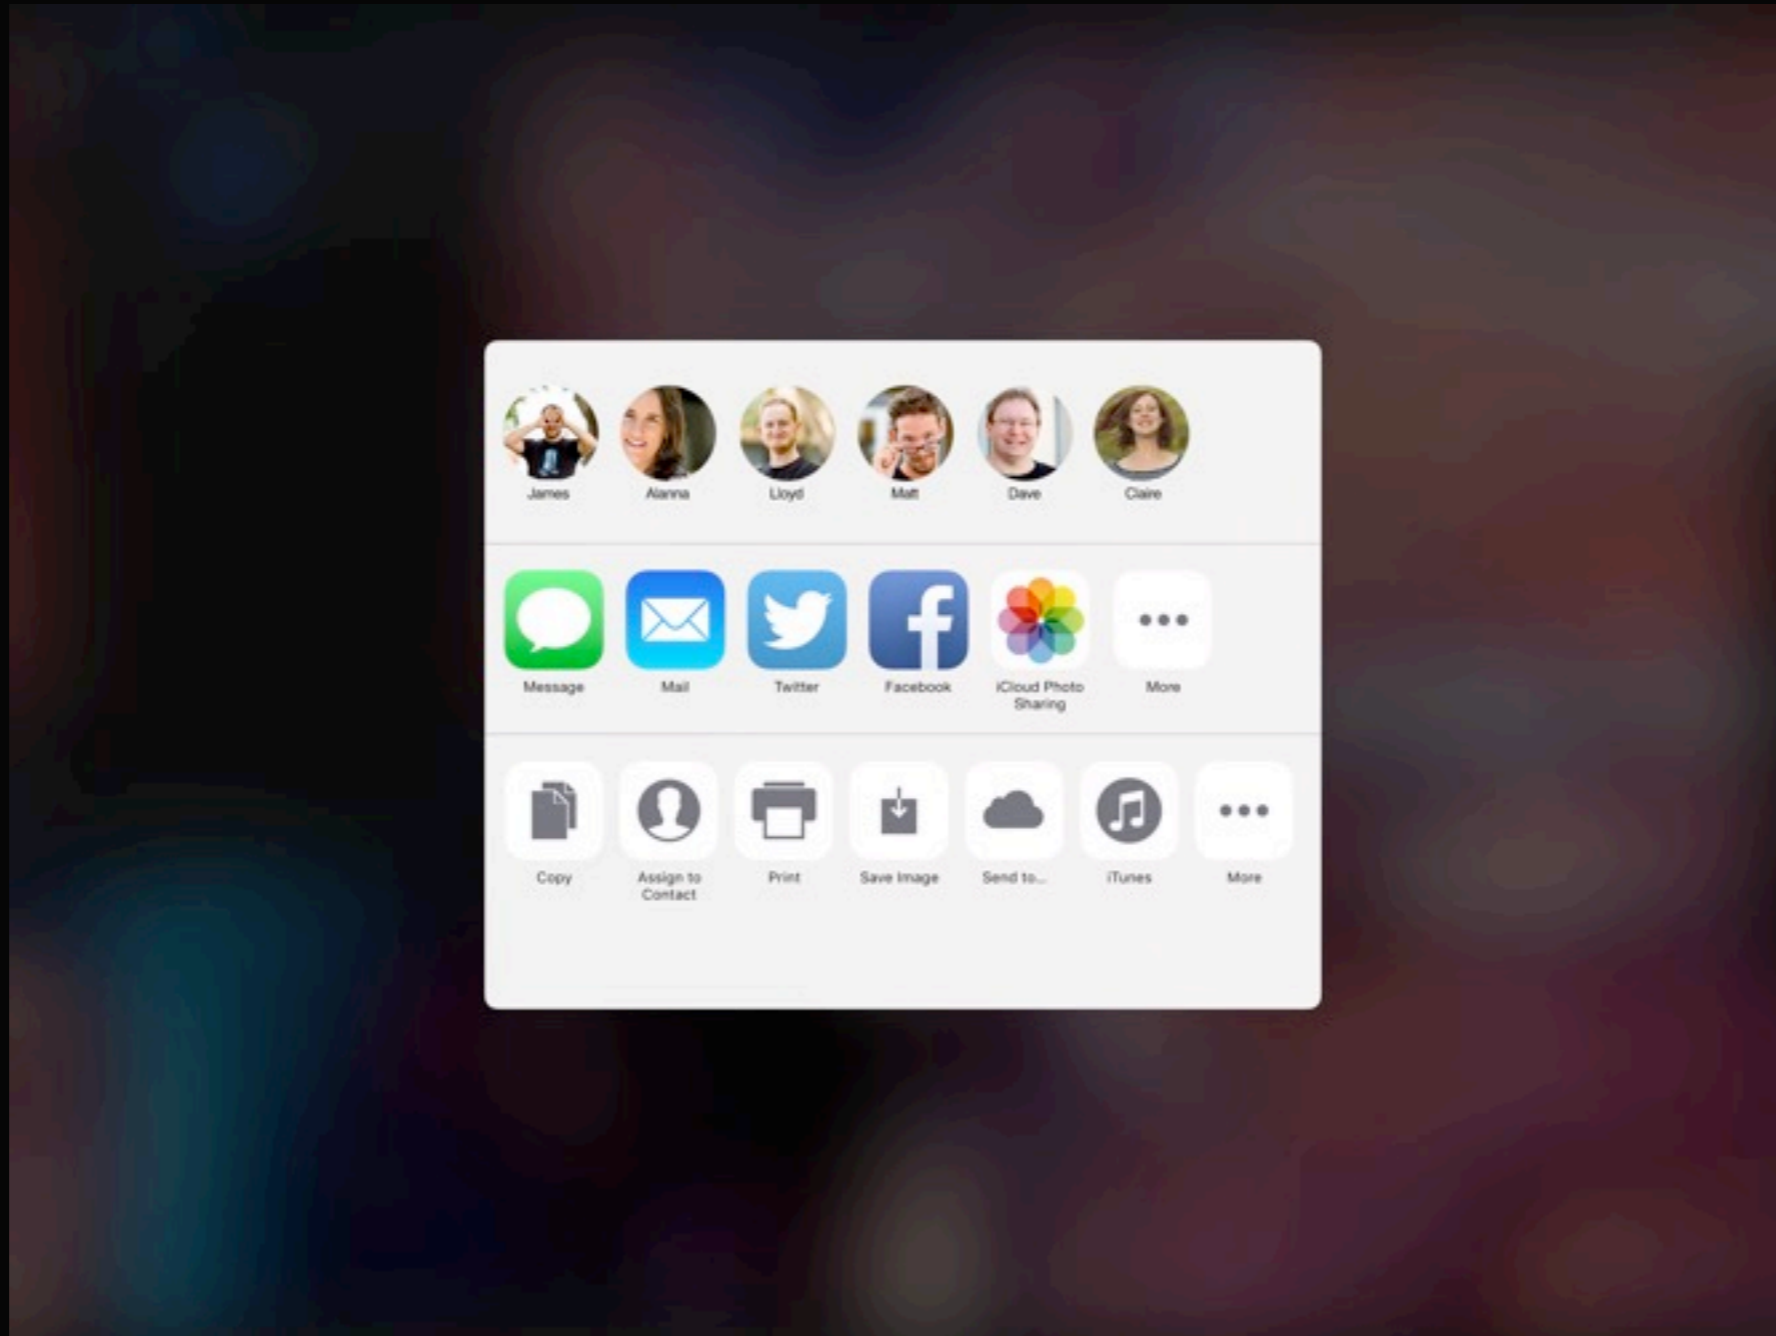 James
Alanna
Lloyd
Matt
Dave
Claire
Message
Mail
Twitter
Facebook
iCloud Photo
Sharing
More
Copy
Assign to
Contact
Print
Save Image
Send to...
iTunes
More